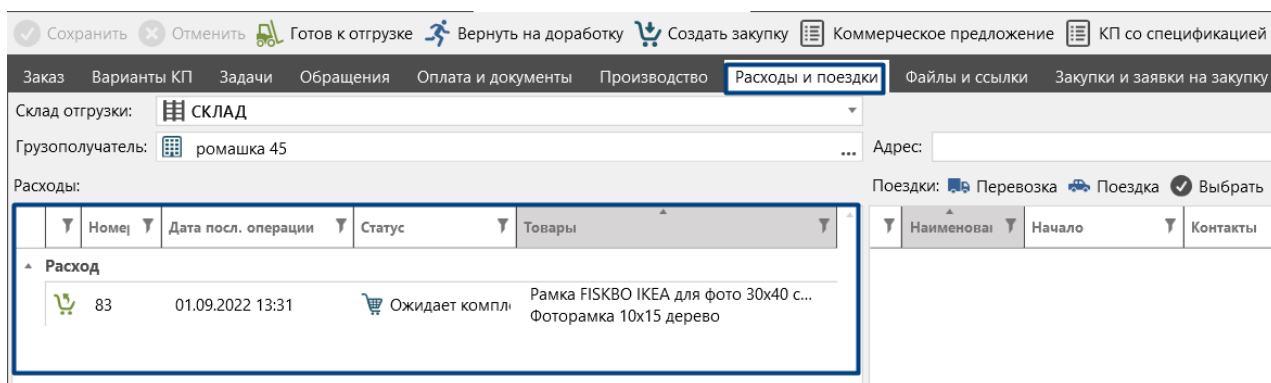 Сохранить Отменить Готов к отгрузке Вернуть на доработку Создать закупку Коммерческое предложение КП со спецификацией
Заказ Варианты КП Задачи Обращения Оплата и документы Производство Расходы и поездки Файлы и ссылки Закупки и заявки на закупку
Склад отгрузки: СКЛАД
Грузополучатель: ромашка 45 ... Адрес:
Расходы: Поездки: Перевозка Поездка Выбрать
Номер Дата посл. операции Статус Товары Наименован Начало Контакты
Расход
83 01.09.2022 13:31 Ожидает компл Рамка FISKBO IKEA для фото 30x40 с...
Фоторамка 10x15 дерево